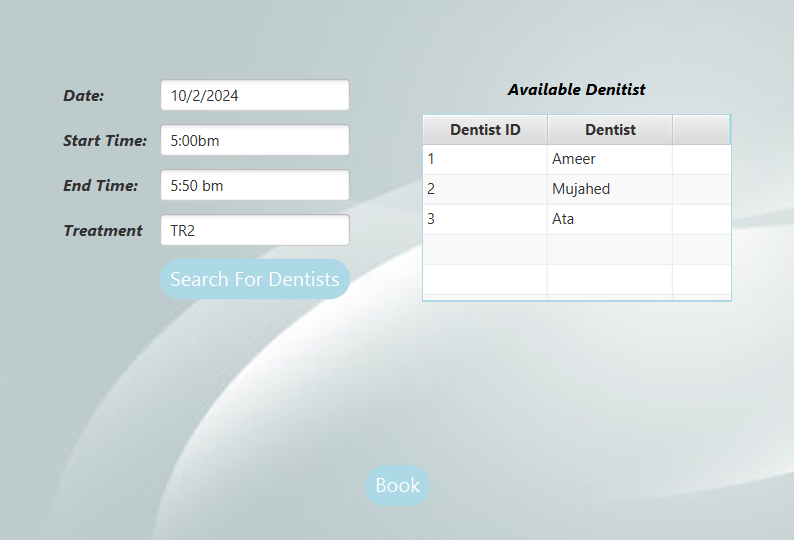 Date: 10/2/2024
Start Time: 5:00bm
End Time: 5:50 bm
Treatment TR2
Search For Dentists
Available Denitist
Dentist ID Dentist
1 Ameer
2 Mujahed
3 Ata
Book